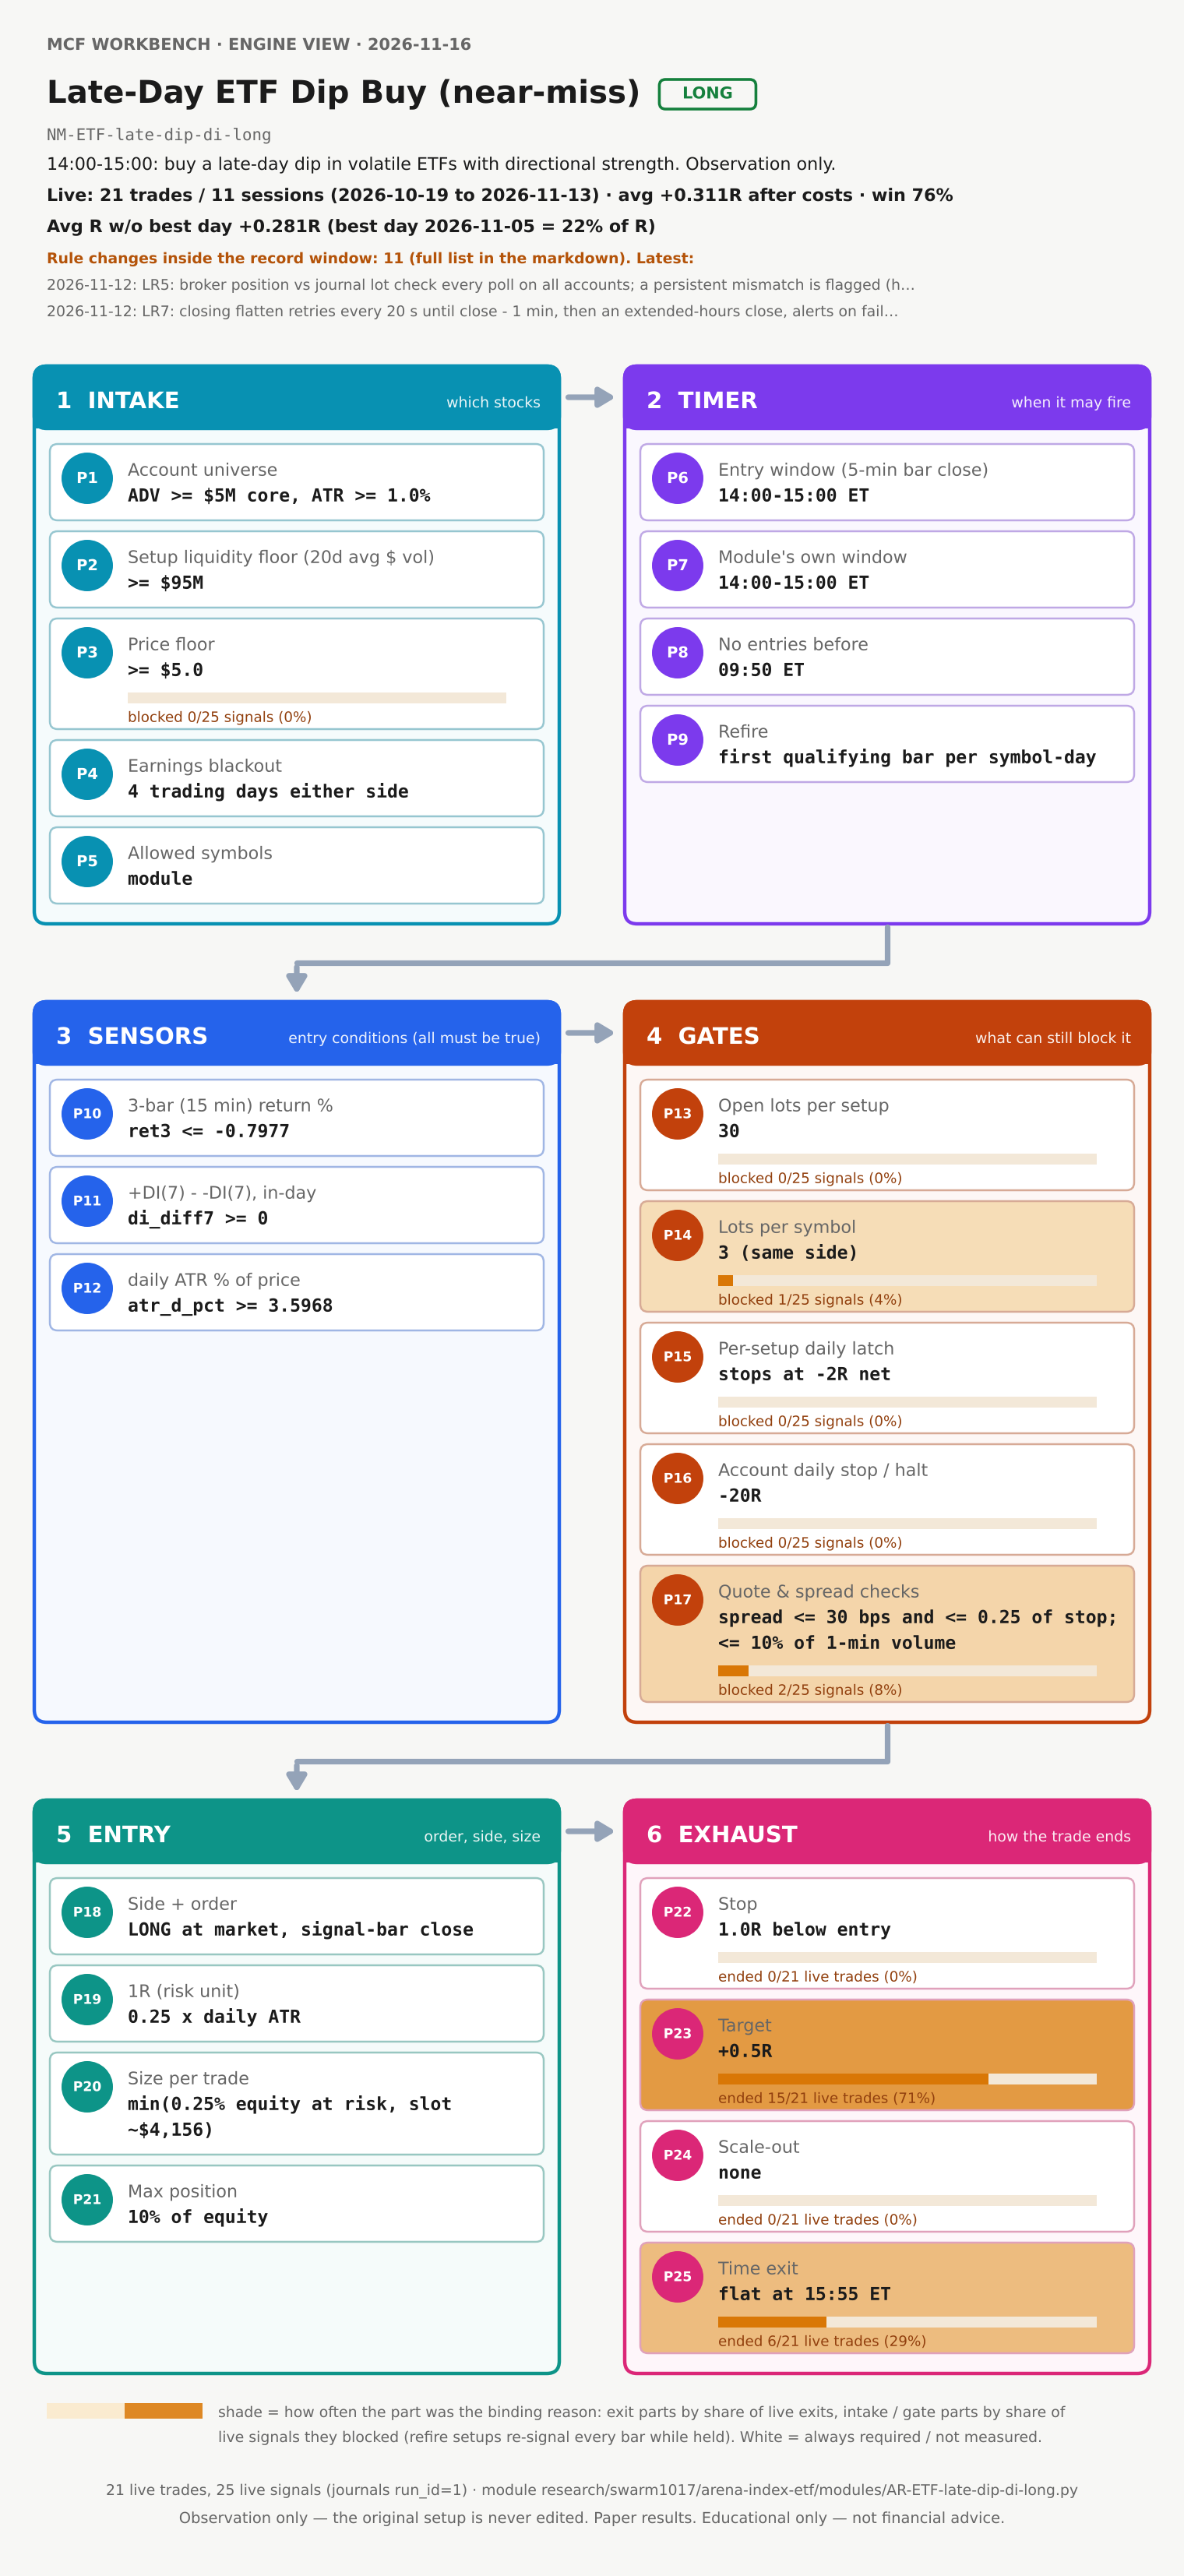 MCF WORKBENCH · ENGINE VIEW · 2026-11-16
Late-Day ETF Dip Buy (near-miss) LONG
NM-ETF-late-dip-di-long
14:00-15:00: buy a late-day dip in volatile ETFs with directional strength. Observation only.
Live: 21 trades / 11 sessions (2026-10-19 to 2026-11-13) · avg +0.311R after costs · win 76%
Avg R w/o best day +0.281R (best day 2026-11-05 = 22% of R)
Rule changes inside the record window: 11 (full list in the markdown). Latest:
2026-11-12: LR5: broker position vs journal lot check every poll on all accounts; a persistent mismatch is flagged (h…
2026-11-12: LR7: closing flatten retries every 20 s until close - 1 min, then an extended-hours close, alerts on fail…
1 INTAKE which stocks
P1 Account universe
ADV >= $5M core, ATR >= 1.0%
P2 Setup liquidity floor (20d avg $ vol)
>= $95M
P3 Price floor
>= $5.0
blocked 0/25 signals (0%)
P4 Earnings blackout
4 trading days either side
P5 Allowed symbols
module
2 TIMER when it may fire
P6 Entry window (5-min bar close)
14:00-15:00 ET
P7 Module's own window
14:00-15:00 ET
P8 No entries before
09:50 ET
P9 Refire
first qualifying bar per symbol-day
3 SENSORS entry conditions (all must be true)
P10 3-bar (15 min) return %
ret3 <= -0.7977
P11 +DI(7) - -DI(7), in-day
di_diff7 >= 0
P12 daily ATR % of price
atr_d_pct >= 3.5968
4 GATES what can still block it
P13 Open lots per setup
30
blocked 0/25 signals (0%)
P14 Lots per symbol
3 (same side)
blocked 1/25 signals (4%)
P15 Per-setup daily latch
stops at -2R net
blocked 0/25 signals (0%)
P16 Account daily stop / halt
-20R
blocked 0/25 signals (0%)
P17 Quote & spread checks
spread <= 30 bps and <= 0.25 of stop;
<= 10% of 1-min volume
blocked 2/25 signals (8%)
5 ENTRY order, side, size
P18 Side + order
LONG at market, signal-bar close
P19 1R (risk unit)
0.25 x daily ATR
P20 Size per trade
min(0.25% equity at risk, slot
~$4,156)
P21 Max position
10% of equity
6 EXHAUST how the trade ends
P22 Stop
1.0R below entry
ended 0/21 live trades (0%)
P23 Target
+0.5R
ended 15/21 live trades (71%)
P24 Scale-out
none
ended 0/21 live trades (0%)
P25 Time exit
flat at 15:55 ET
ended 6/21 live trades (29%)
shade = how often the part was the binding reason: exit parts by share of live exits, intake / gate parts by share of
live signals they blocked (refire setups re-signal every bar while held). White = always required / not measured.
21 live trades, 25 live signals (journals run_id=1) · module research/swarm1017/arena-index-etf/modules/AR-ETF-late-dip-di-long.py
Observation only — the original setup is never edited. Paper results. Educational only — not financial advice.